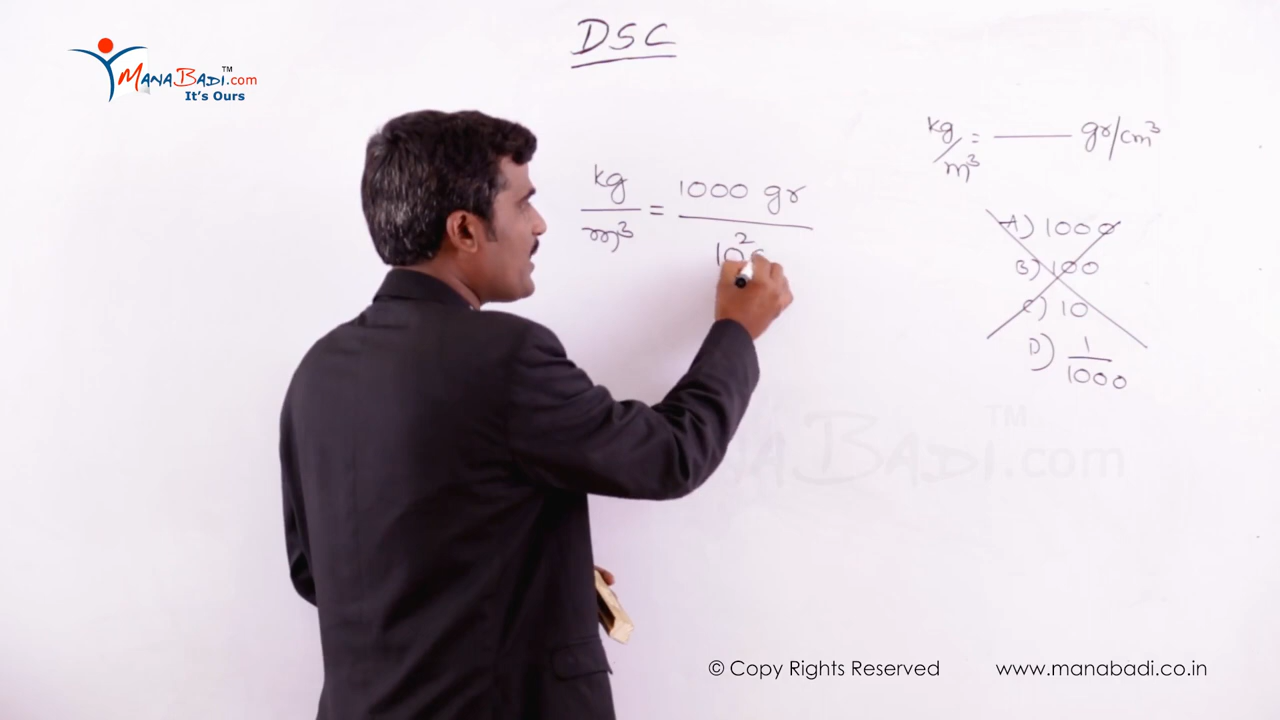 DSC
MANABADI.com
TM
It's Ours
kg/m³ = ——— gr/cm³
kg/m³ = 1000 gr
10²
A) 1000
B) 100
C) 10
D) 1/1000
MANABADI.com
TM
© Copy Rights Reserved
www.manabadi.co.in